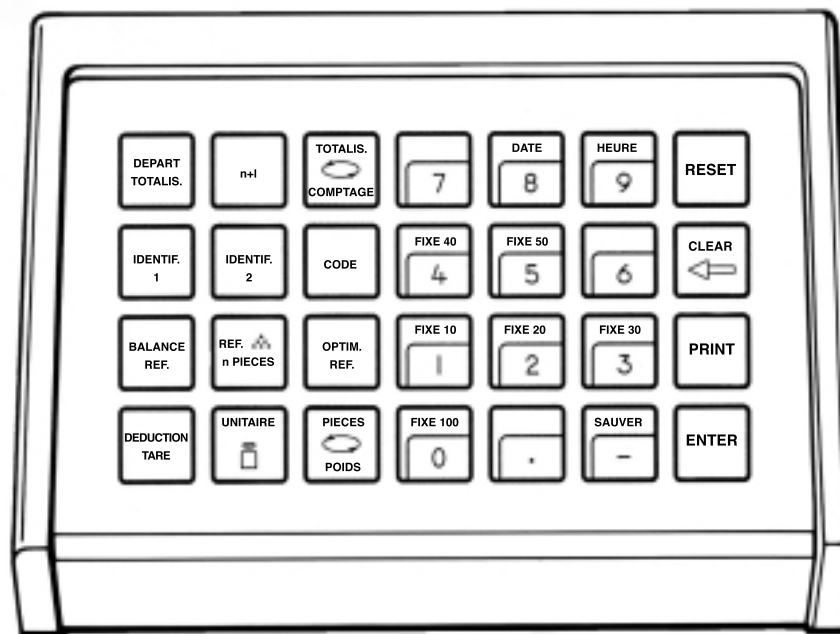 DEPART
TOTALIS.
n+I
TOTALIS.
COMPTAGE
7
DATE
8
HEURE
9
RESET
IDENTIF.
1
IDENTIF.
2
CODE
FIXE 40
4
FIXE 50
5
6
CLEAR
BALANCE
REF.
REF.
n PIECES
OPTIM.
REF.
FIXE 10
1
FIXE 20
2
FIXE 30
3
PRINT
DEDUCTION
TARE
UNITAIRE
PIECES
POIDS
FIXE 100
0
.
SAUVER
-
ENTER